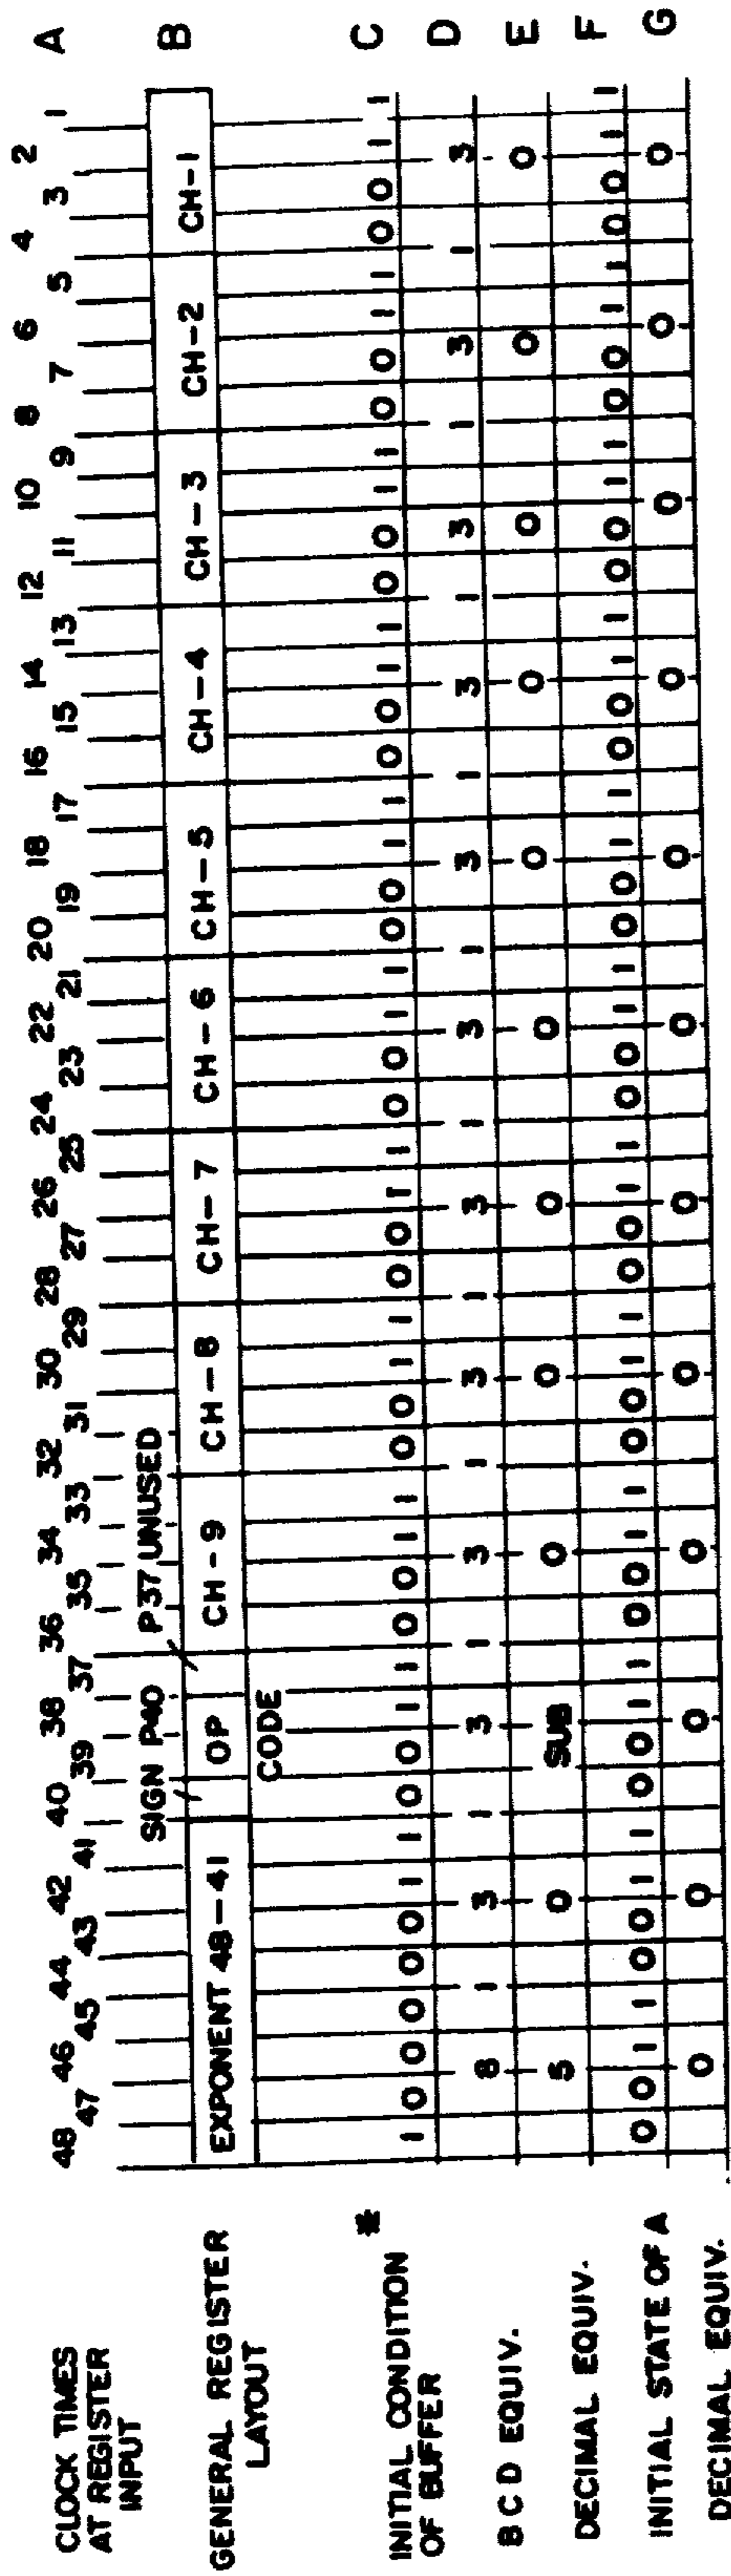 48 46 44 42 40 38 36 34 32 30 28 26 24 22 20 18 16 14 12 10 8 6 4 2
CLOCK TIMES 47 45 43 41 39 37 35 33 31 29 27 25 23 21 19 17 15 13 11 9 7 5 3 1 A
AT REGISTER
INPUT
SIGN P40 P37 UNUSED
GENERAL REGISTER
LAYOUT
EXPONENT 48-41 OP CH-9 CH-8 CH-7 CH-6 CH-5 CH-4 CH-3 CH-2 CH-1 B
CODE
*
INITIAL CONDITION
OF BUFFER
1 0 0 0 0 0 1 1 0 0 1 1 0 0 1 1 0 0 1 1 0 0 1 1 0 0 1 1 0 0 1 1 0 0 1 1 0 0 1 1 0 0 1 1 0 0 1 1 C
BCD EQUIV. 8 3 3 3 3 3 3 3 3 3 3 3 D
DECIMAL EQUIV. 5 0 SUB 0 0 0 0 0 0 0 0 0 E
INITIAL STATE OF A 0 0 1 1 0 0 1 1 0 0 1 1 0 0 1 1 0 0 1 1 0 0 1 1 0 0 1 1 0 0 1 1 0 0 1 1 0 0 1 1 0 0 1 1 0 0 1 1 F
DECIMAL EQUIV. 0 0 0 0 0 0 0 0 0 0 0 0 G